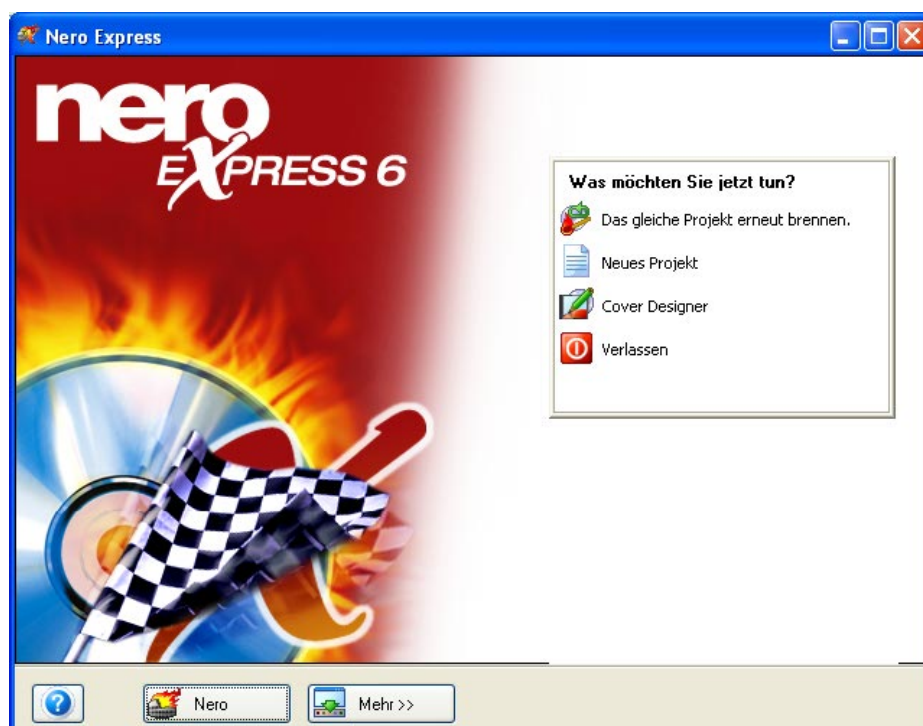 Nero Express
nero
EXPRESS 6
Was möchten Sie jetzt tun?
Das gleiche Projekt erneut brennen.
Neues Projekt
Cover Designer
Verlassen
Nero
Mehr >>